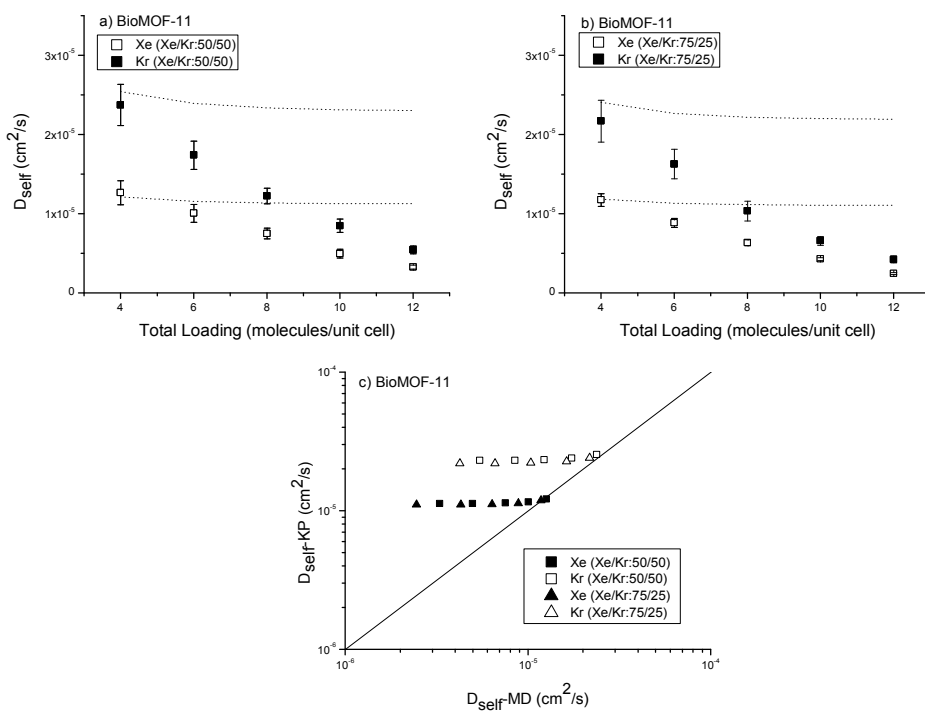 a) BioMOF-11
Xe (Xe/Kr:50/50)
Kr (Xe/Kr:50/50)
3x10-5
2x10-5
1x10-5
0
Dself (cm2/s)
4 6 8 10 12
Total Loading (molecules/unit cell)
b) BioMOF-11
Xe (Xe/Kr:75/25)
Kr (Xe/Kr:75/25)
3x10-5
2x10-5
1x10-5
0
Dself (cm2/s)
4 6 8 10 12
Total Loading (molecules/unit cell)
c) BioMOF-11
10-4
10-5
10-6
Dself-KP (cm2/s)
Xe (Xe/Kr:50/50)
Kr (Xe/Kr:50/50)
Xe (Xe/Kr:75/25)
Kr (Xe/Kr:75/25)
10-6 10-5 10-4
Dself-MD (cm2/s)